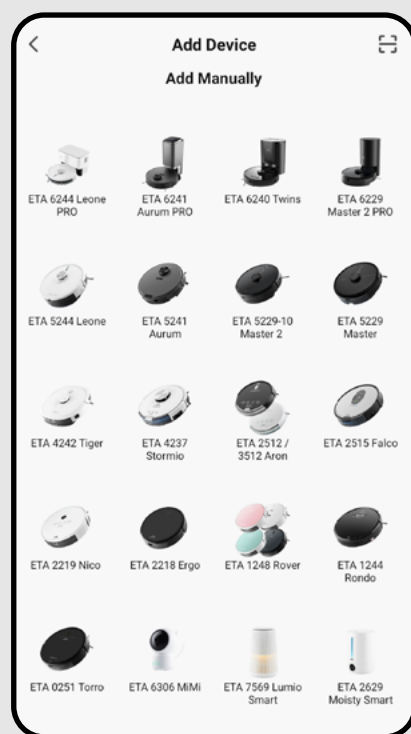 Add Device
Add Manually
ETA 6244 Leone
PRO
ETA 6241
Aurum PRO
ETA 6240 Twins
ETA 6229
Master 2 PRO
ETA 5244 Leone
ETA 5241
Aurum
ETA 5229-10
Master 2
ETA 5229
Master
ETA 4242 Tiger
ETA 4237
Stormio
ETA 2512 /
3512 Aron
ETA 2515 Falco
ETA 2219 Nico
ETA 2218 Ergo
ETA 1248 Rover
ETA 1244
Rondo
ETA 0251 Torro
ETA 6306 MiMi
ETA 7569 Lumio
Smart
ETA 2629
Moisty Smart